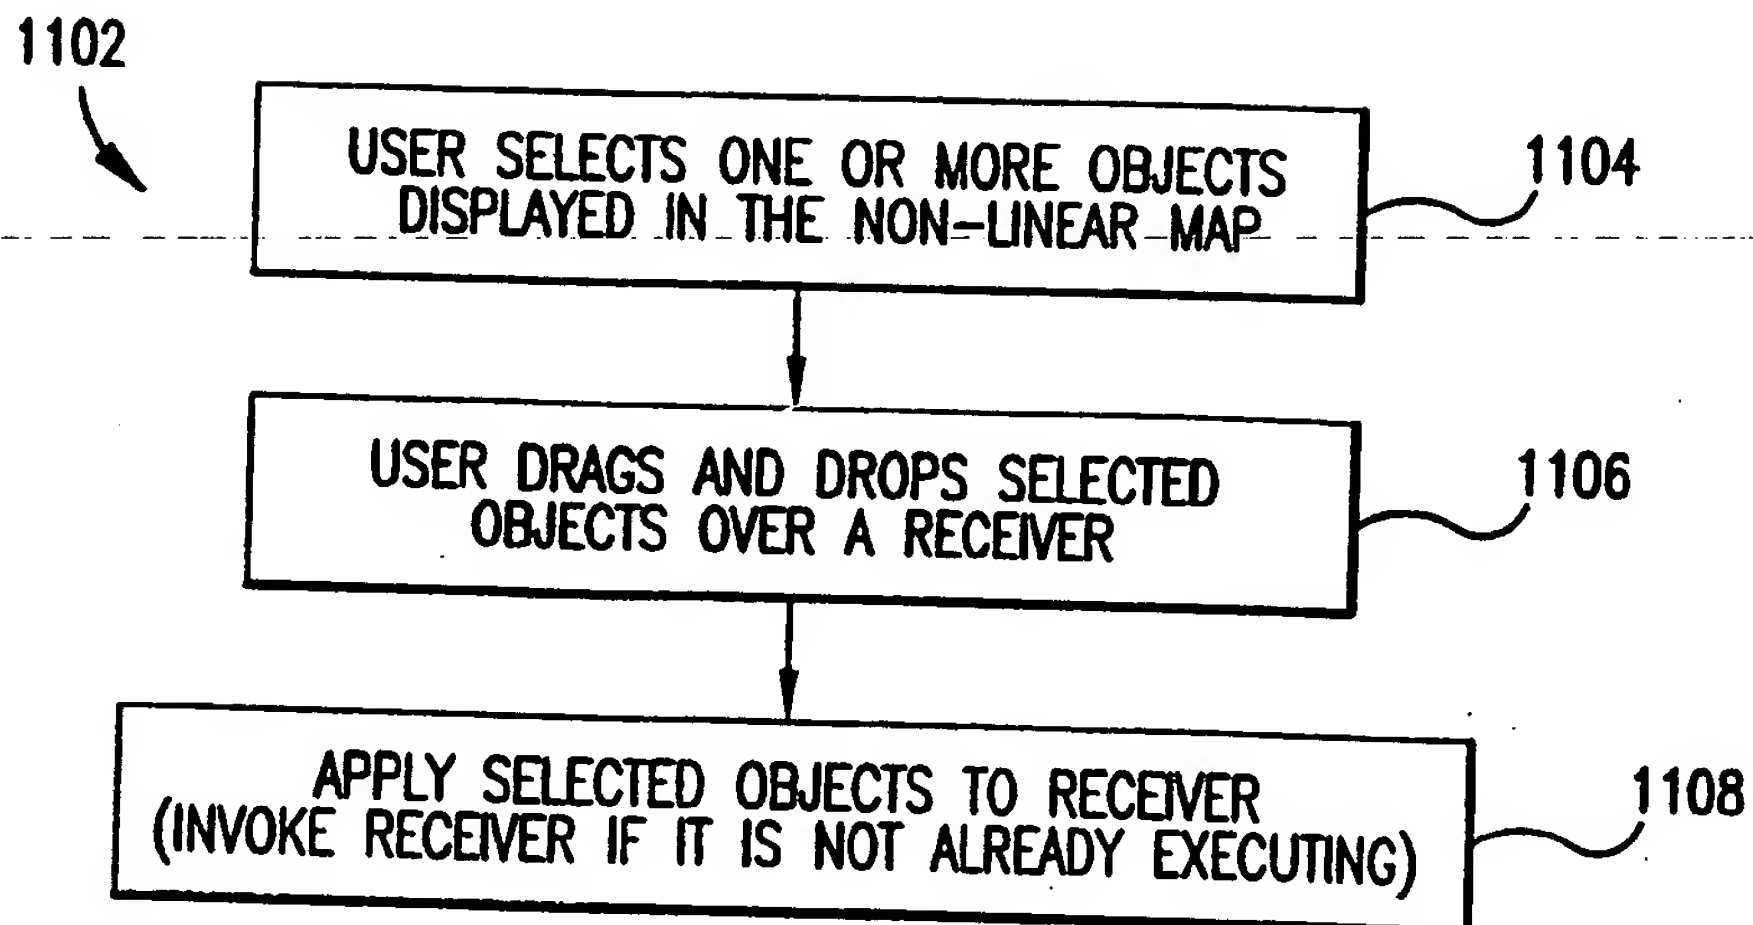 1102
USER SELECTS ONE OR MORE OBJECTS
DISPLAYED IN THE NON-LINEAR MAP
1104
USER DRAGS AND DROPS SELECTED
OBJECTS OVER A RECEIVER
1106
APPLY SELECTED OBJECTS TO RECEIVER
(INVOKE RECEIVER IF IT IS NOT ALREADY EXECUTING)
1108